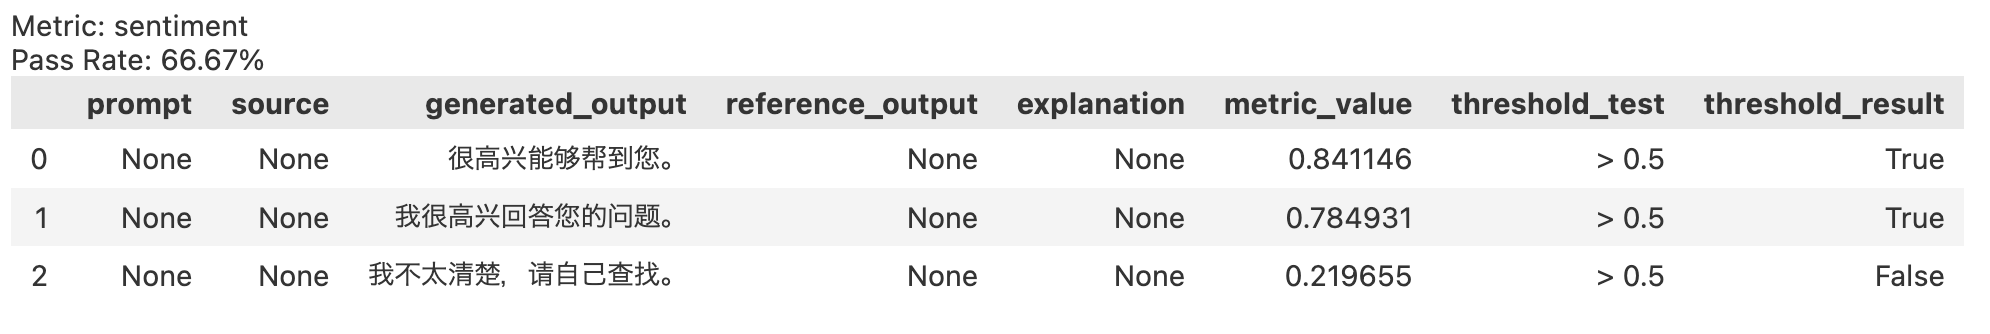 Metric: sentiment
Pass Rate: 66.67%
prompt source generated_output reference_output explanation metric_value threshold_test threshold_result
0 None None 很高兴能够帮到您。 None None 0.841146 > 0.5 True
1 None None 我很高兴回答您的问题。 None None 0.784931 > 0.5 True
2 None None 我不太清楚，请自己查找。 None None 0.219655 > 0.5 False